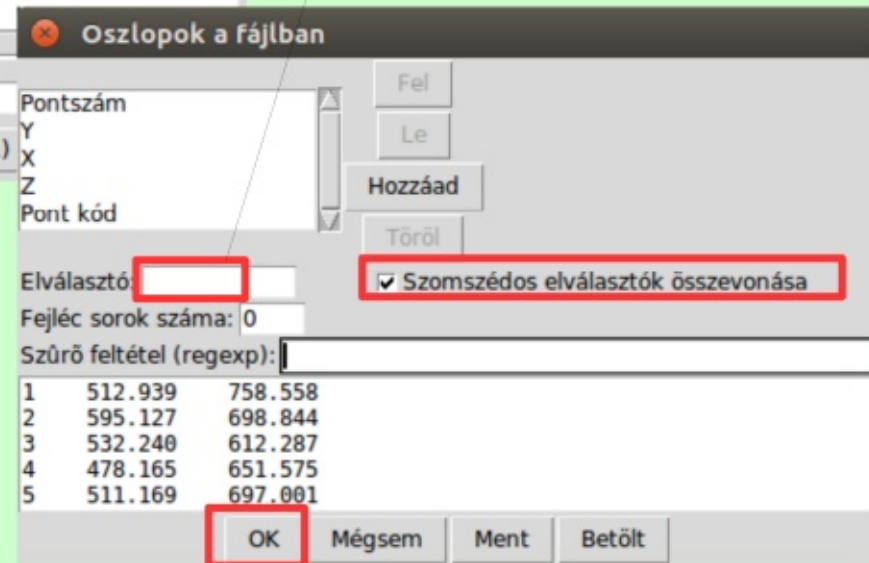 Oszlopok a fájlban
Pontszám
Y
X
Z
Pont kód
Fel
Le
Hozzáad
Töröl
)
Elválasztó:
Szomszédos elválasztók összevonása
Fejléc sorok száma: 0
Szûrõ feltétel (regexp):
1 512.939 758.558
2 595.127 698.844
3 532.240 612.287
4 478.165 651.575
5 511.169 697.001
OK Mégsem Ment Betölt